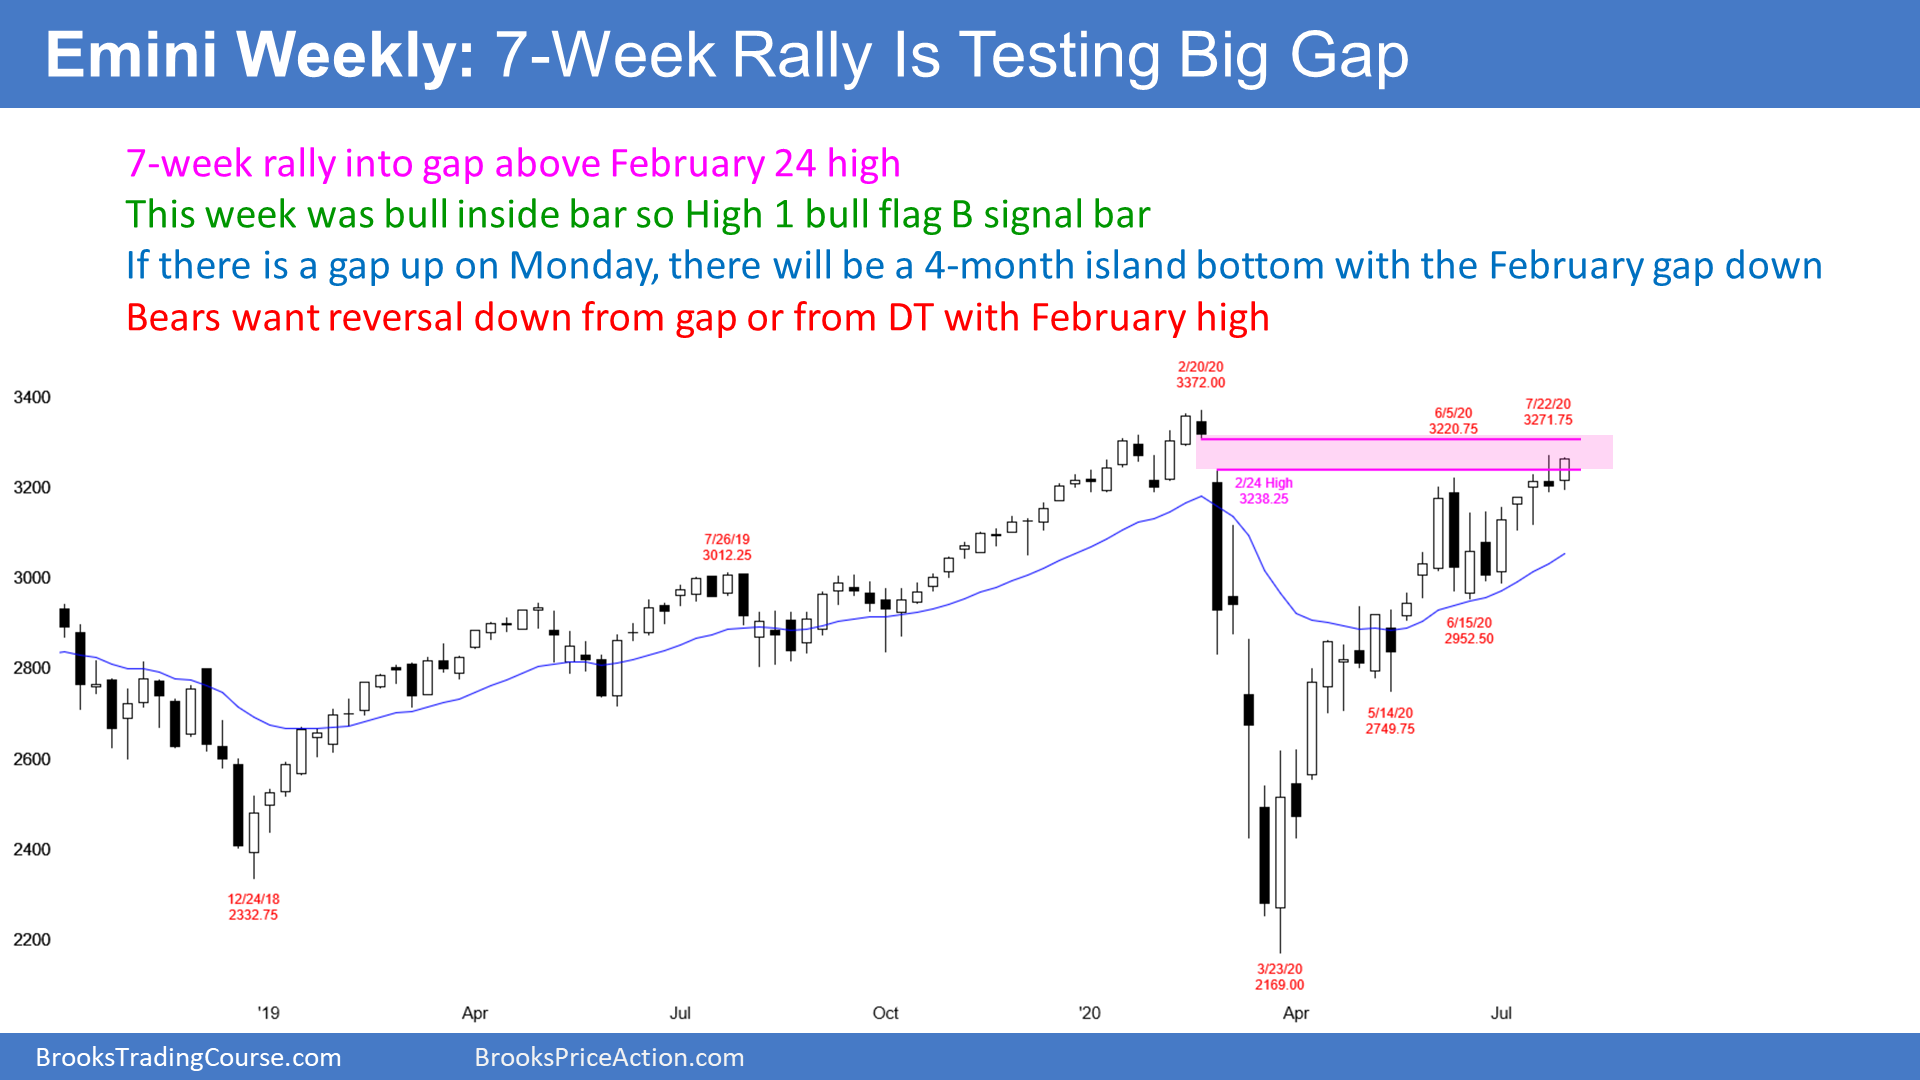 Emini Weekly: 7-Week Rally Is Testing Big Gap
7-week rally into gap above February 24 high
This week was bull inside bar so High 1 bull flag B signal bar
If there is a gap up on Monday, there will be a 4-month island bottom with the February gap down
Bears want reversal down from gap or from DT with February high
2/20/20
3372.00
7/22/20
3271.75
6/5/20
3220.75
2/24 High
3238.25
7/26/19
3012.25
6/15/20
2952.50
5/14/20
2749.75
12/24/18
2332.75
3/23/20
2169.00
3400
3200
3000
2800
2600
2400
2200
'19
Apr
Jul
Oct
'20
Apr
Jul
BrooksTradingCourse.com
BrooksPriceAction.com